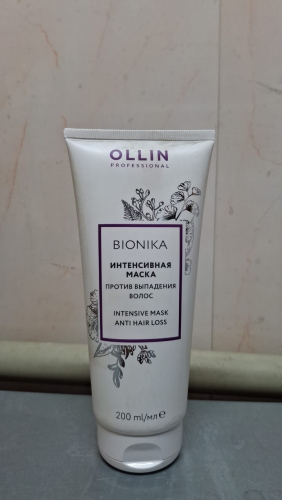 OLLIN
PROFESSIONAL
BIONIKA
ИНТЕНСИВНАЯ
МАСКА
ПРОТИВ ВЫПАДЕНИЯ
ВОЛОС
INTENSIVE MASK
ANTI HAIR LOSS
200 ml/мл ℮